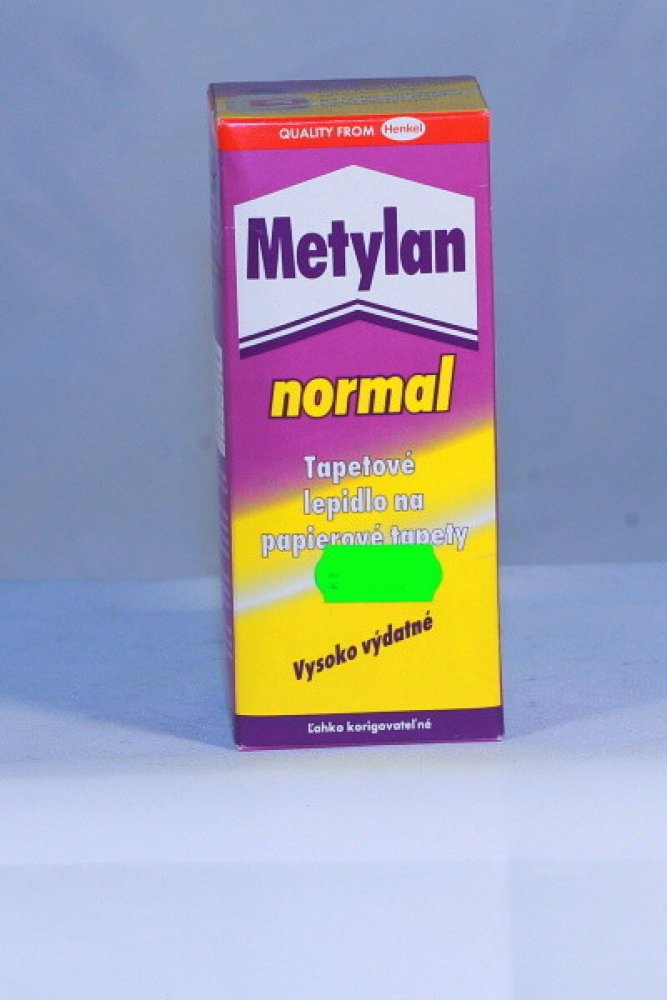 QUALITY FROM Henkel
Metylan
normal
Tapetové
lepidlo na
papierové tapety
Vysoko výdatné
Ľahko korigovateľné